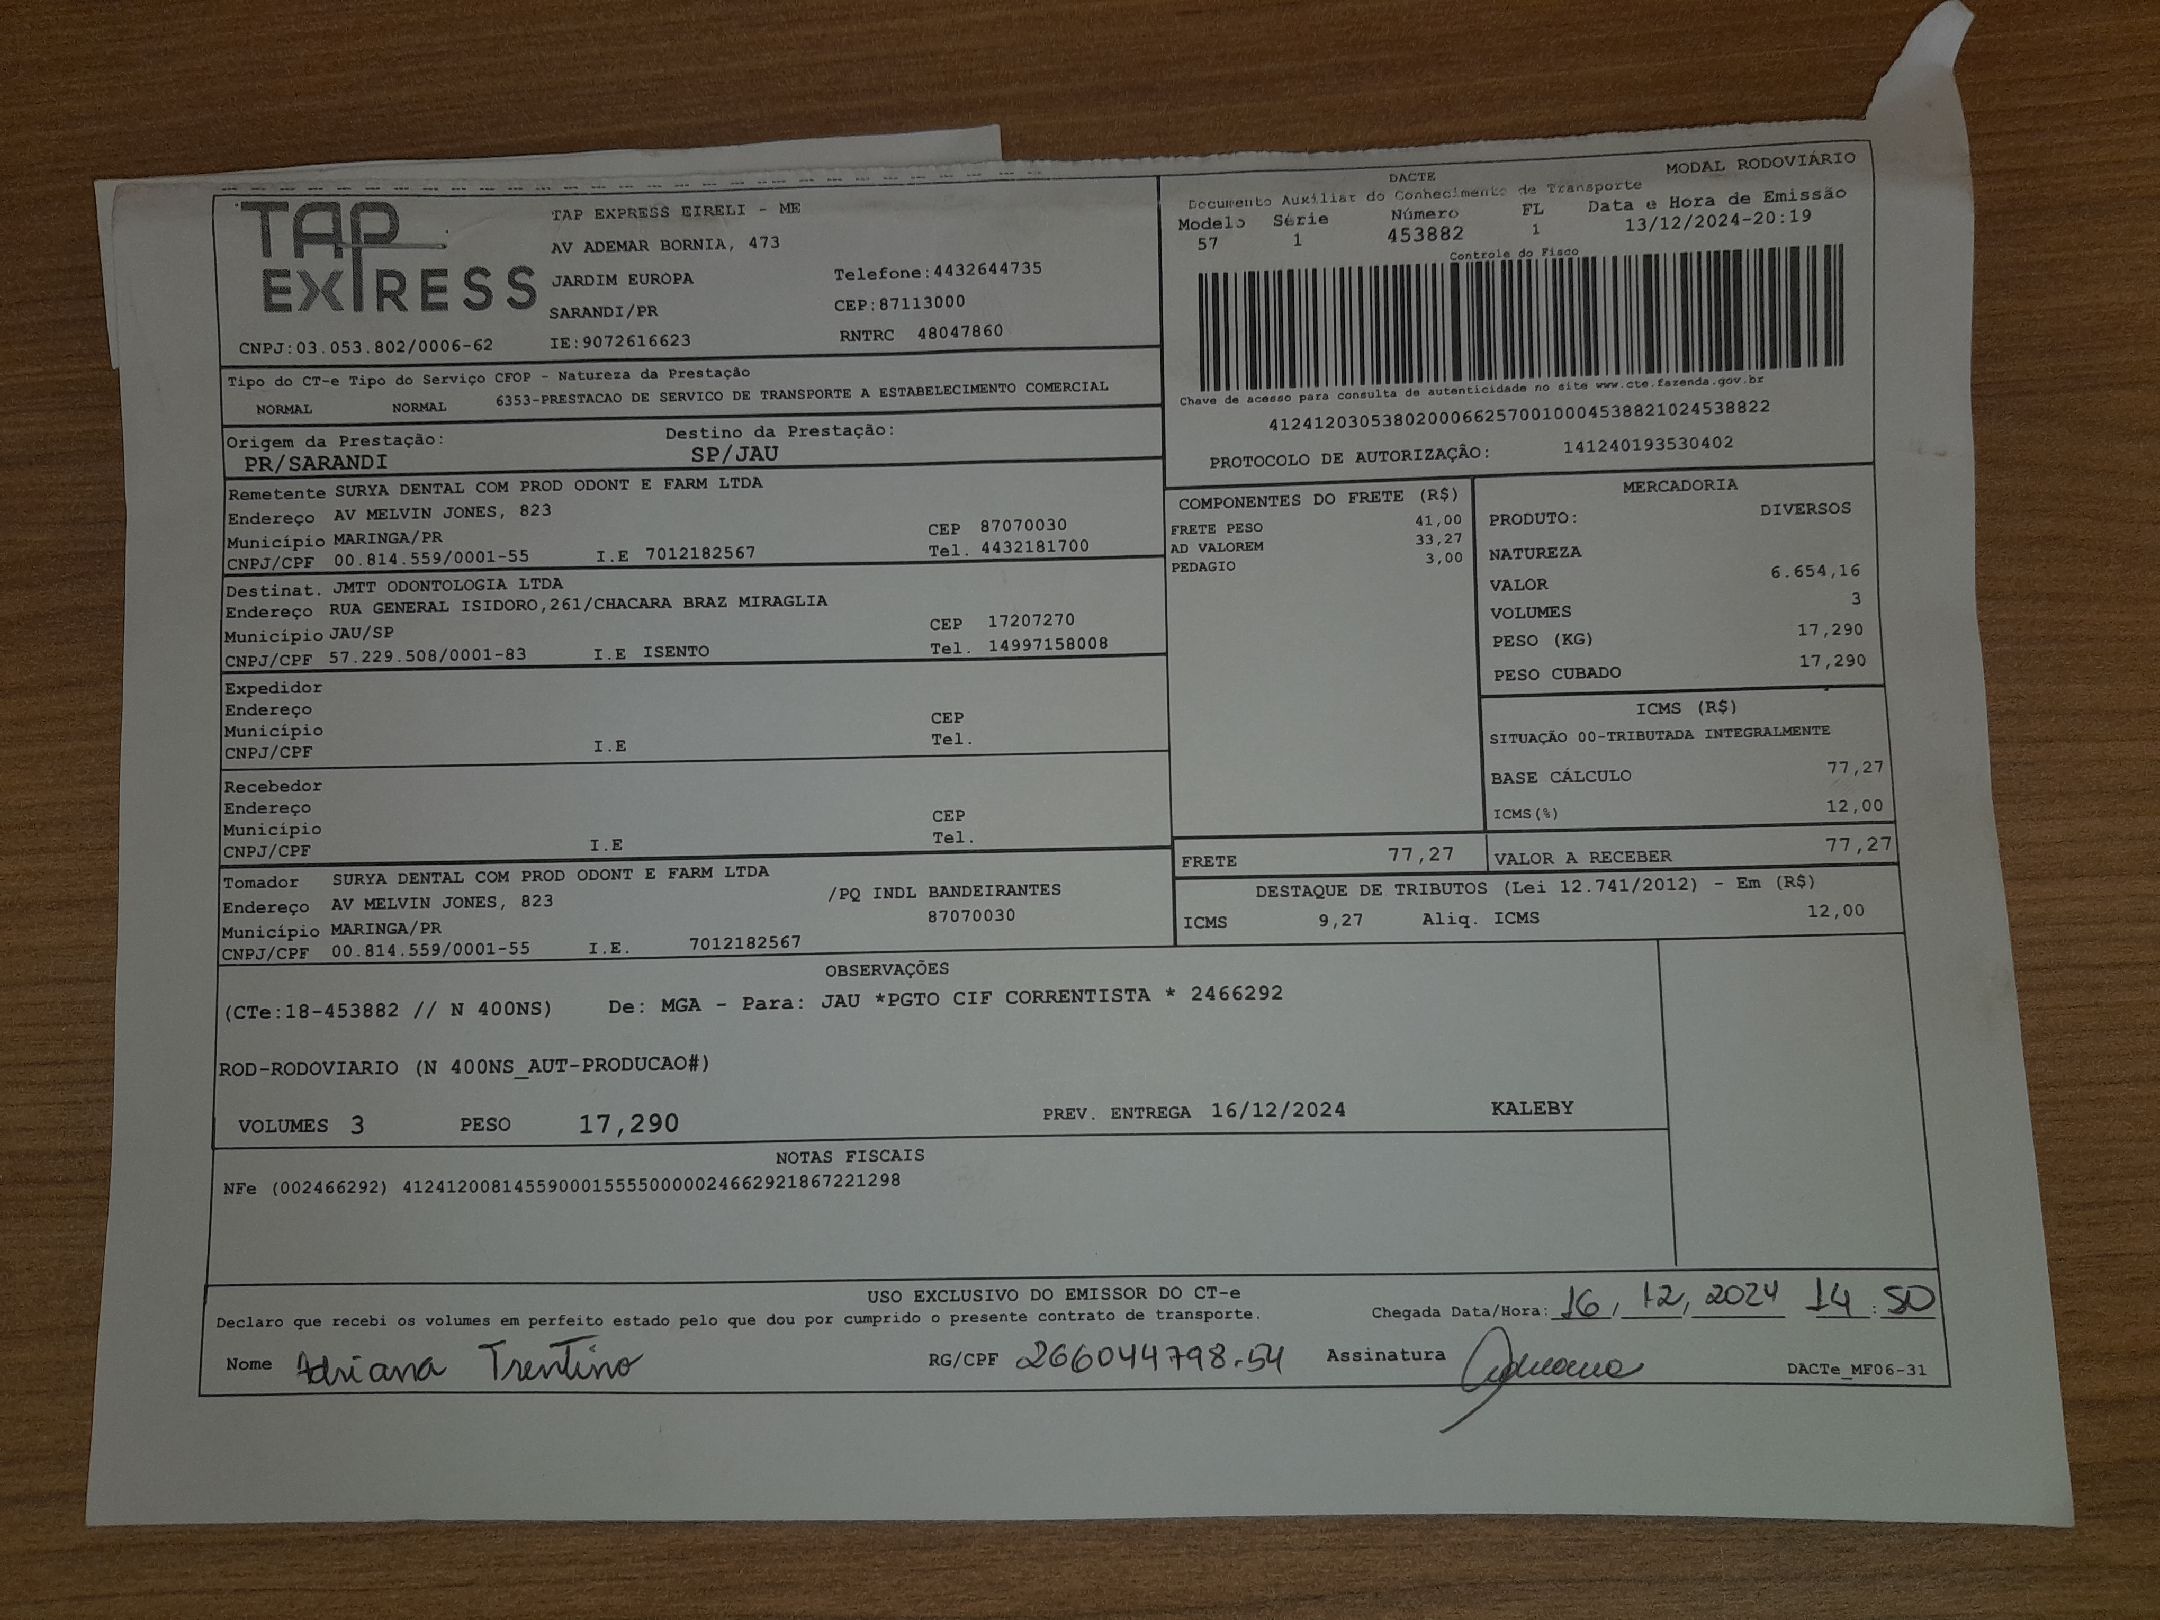 TAP EXPRESS
TAP EXPRESS EIRELI - ME
AV ADEMAR BORNIA, 473
JARDIM EUROPA Telefone:4432644735
SARANDI/PR CEP:87113000
CNPJ:03.053.802/0006-62 IE:9072616623 RNTRC 48047860
DACTE MODAL RODOVIÁRIO
Documento Auxiliar do Conhecimento de Transporte
Modelo Série Número FL Data e Hora de Emissão
57 1 453882 1 13/12/2024-20:19
Controle do Fisco
Chave de acesso para consulta de autenticidade no site www.cte.fazenda.gov.br
41241203053802000662570010004538821024538822
PROTOCOLO DE AUTORIZAÇÃO: 141240193530402
Tipo do CT-e Tipo do Serviço CFOP - Natureza da Prestação
NORMAL NORMAL 6353-PRESTACAO DE SERVICO DE TRANSPORTE A ESTABELECIMENTO COMERCIAL
Origem da Prestação: Destino da Prestação:
PR/SARANDI SP/JAU
Remetente SURYA DENTAL COM PROD ODONT E FARM LTDA
Endereço AV MELVIN JONES, 823
Município MARINGA/PR CEP 87070030
CNPJ/CPF 00.814.559/0001-55 I.E 7012182567 Tel. 4432181700
Destinat. JMTT ODONTOLOGIA LTDA
Endereço RUA GENERAL ISIDORO,261/CHACARA BRAZ MIRAGLIA
Município JAU/SP CEP 17207270
CNPJ/CPF 57.229.508/0001-83 I.E ISENTO Tel. 14997158008
Expedidor
Endereço
Município CEP
CNPJ/CPF I.E Tel.
Recebedor
Endereço
Município CEP
CNPJ/CPF I.E Tel.
Tomador SURYA DENTAL COM PROD ODONT E FARM LTDA
Endereço AV MELVIN JONES, 823 /PQ INDL BANDEIRANTES
Município MARINGA/PR 87070030
CNPJ/CPF 00.814.559/0001-55 I.E. 7012182567
COMPONENTES DO FRETE (R$)
FRETE PESO 41,00
AD VALOREM 33,27
PEDAGIO 3,00
MERCADORIA
PRODUTO: DIVERSOS
NATUREZA
VALOR 6.654,16
VOLUMES 3
PESO (KG) 17,290
PESO CUBADO 17,290
ICMS (R$)
SITUAÇÃO 00-TRIBUTADA INTEGRALMENTE
BASE CÁLCULO 77,27
ICMS(%) 12,00
FRETE 77,27 VALOR A RECEBER 77,27
DESTAQUE DE TRIBUTOS (Lei 12.741/2012) - Em (R$)
ICMS 9,27 Aliq. ICMS 12,00
OBSERVAÇÕES
(CTe:18-453882 // N 400NS) De: MGA - Para: JAU *PGTO CIF CORRENTISTA * 2466292
ROD-RODOVIARIO (N 400NS_AUT-PRODUCAO#)
VOLUMES 3 PESO 17,290 PREV. ENTREGA 16/12/2024 KALEBY
NOTAS FISCAIS
NFe (002466292) 41241200814559000155550000024662921867221298
USO EXCLUSIVO DO EMISSOR DO CT-e
Declaro que recebi os volumes em perfeito estado pelo que dou por cumprido o presente contrato de transporte. Chegada Data/Hora: 16/12/2024 14:50
Nome Adriana Trentino RG/CPF 266044798-54 Assinatura Adriana DACTe_MF06-31